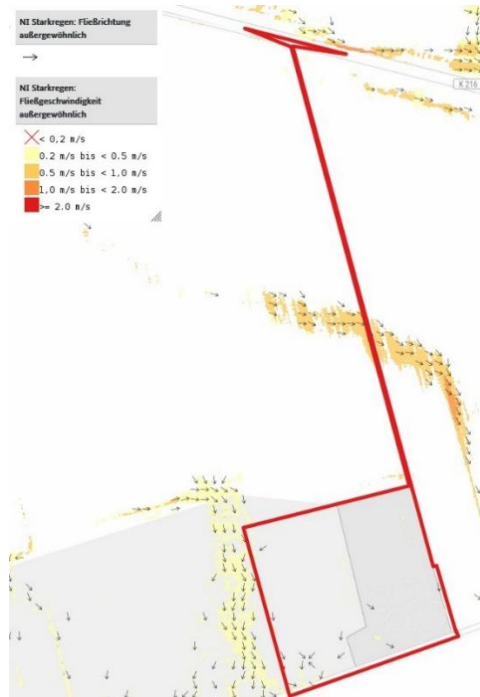 NI Starkregen: Fließrichtung
außergewöhnlich
NI Starkregen:
Fließgeschwindigkeit
außergewöhnlich
< 0,2 m/s
0.2 m/s bis < 0.5 m/s
0.5 m/s bis < 1,0 m/s
1,0 m/s bis < 2.0 m/s
>= 2.0 m/s
K 216